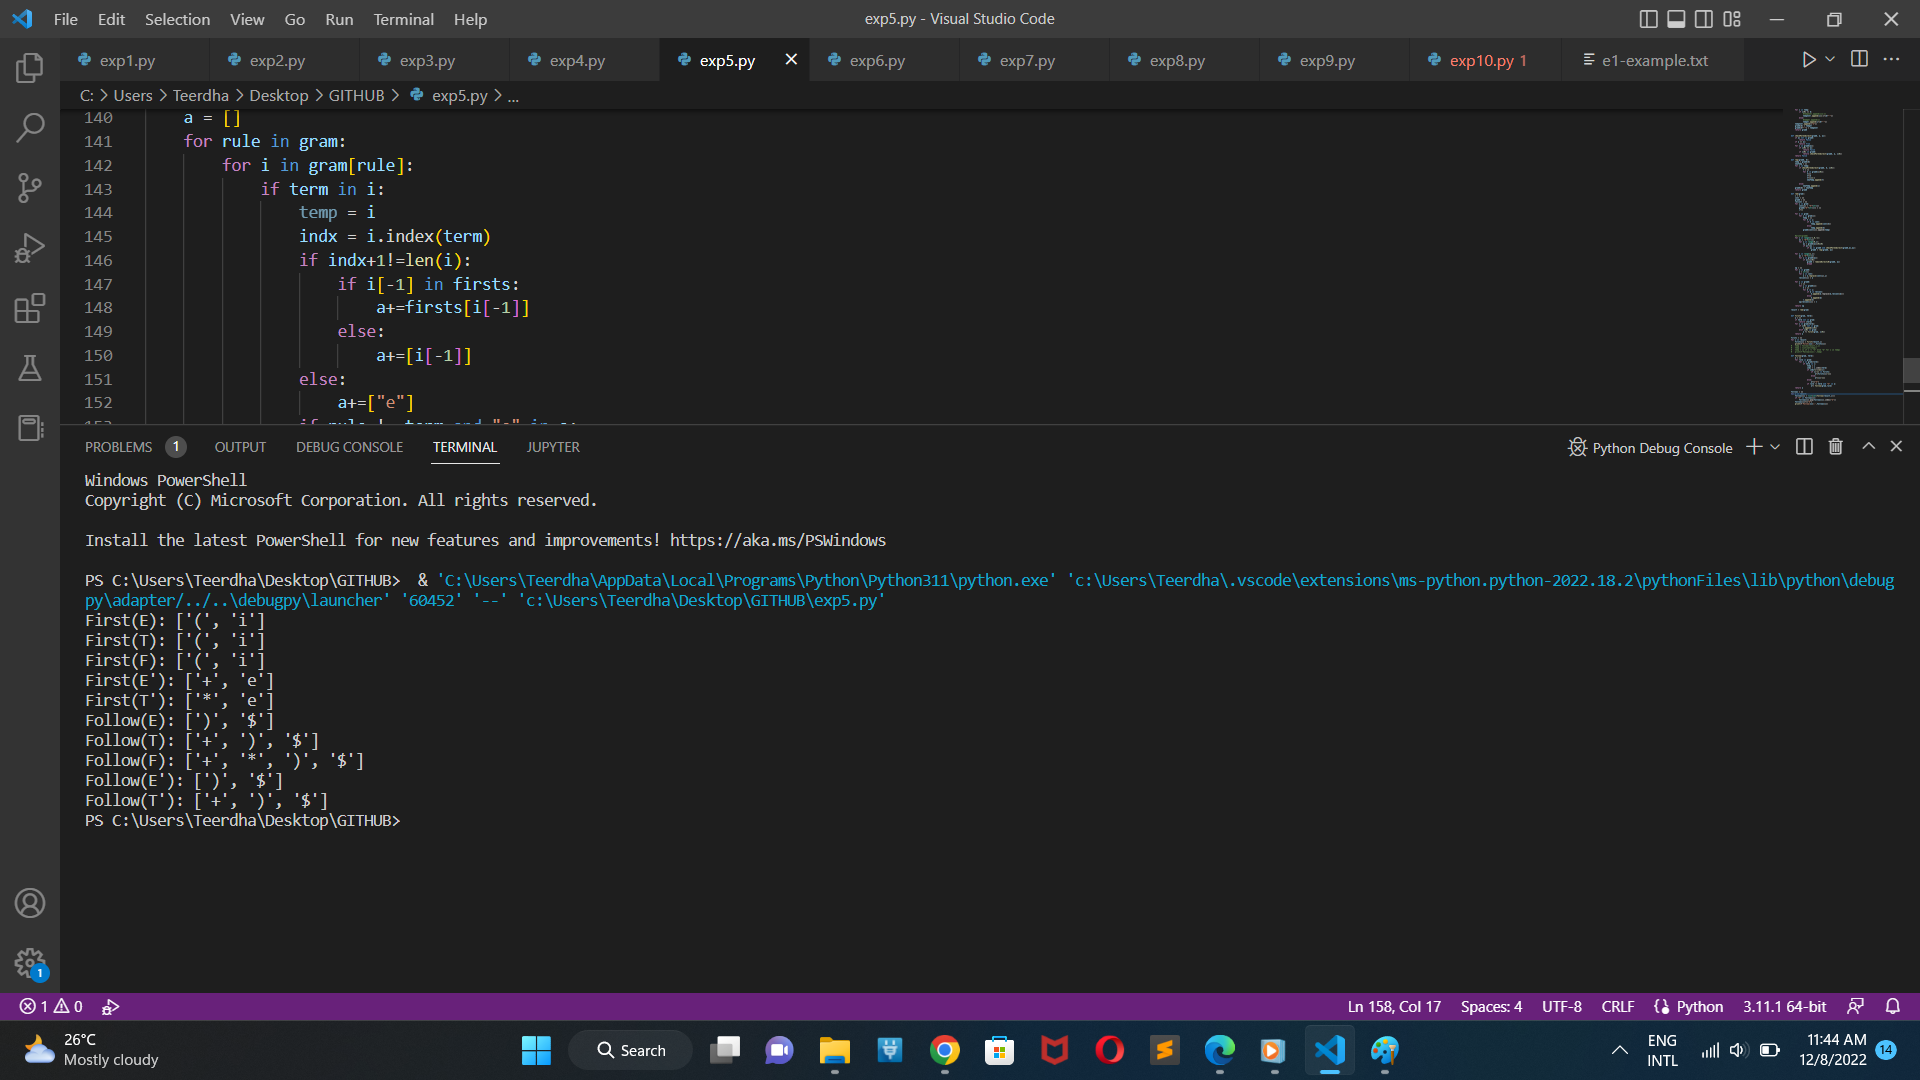 File Edit Selection View Go Run Terminal Help
exp5.py - Visual Studio Code
exp1.py exp2.py exp3.py exp4.py exp5.py exp6.py exp7.py exp8.py exp9.py exp10.py 1 e1-example.txt
C: > Users > Teerdha > Desktop > GITHUB > exp5.py > ...
140 a = []
141 for rule in gram:
142 for i in gram[rule]:
143 if term in i:
144 temp = i
145 indx = i.index(term)
146 if indx+1!=len(i):
147 if i[-1] in firsts:
148 a+=firsts[i[-1]]
149 else:
150 a+=[i[-1]]
151 else:
152 a+=["e"]
PROBLEMS 1 OUTPUT DEBUG CONSOLE TERMINAL JUPYTER
Python Debug Console
Windows PowerShell
Copyright (C) Microsoft Corporation. All rights reserved.
Install the latest PowerShell for new features and improvements! https://aka.ms/PSWindows
PS C:\Users\Teerdha\Desktop\GITHUB>  & 'C:\Users\Teerdha\AppData\Local\Programs\Python\Python311\python.exe' 'c:\Users\Teerdha\.vscode\extensions\ms-python.python-2022.18.2\pythonFiles\lib\python\debug
py\adapter/../..\debugpy\launcher' '60452' '--' 'c:\Users\Teerdha\Desktop\GITHUB\exp5.py'
First(E): ['(', 'i']
First(T): ['(', 'i']
First(F): ['(', 'i']
First(E'): ['+', 'e']
First(T'): ['*', 'e']
Follow(E): [')', '$']
Follow(T): ['+', ')', '$']
Follow(F): ['+', '*', ')', '$']
Follow(E'): [')', '$']
Follow(T'): ['+', ')', '$']
PS C:\Users\Teerdha\Desktop\GITHUB>
1
1 0
Ln 158, Col 17 Spaces: 4 UTF-8 CRLF Python 3.11.1 64-bit
26°C
Mostly cloudy
Search
ENG
INTL
11:44 AM
12/8/2022
14